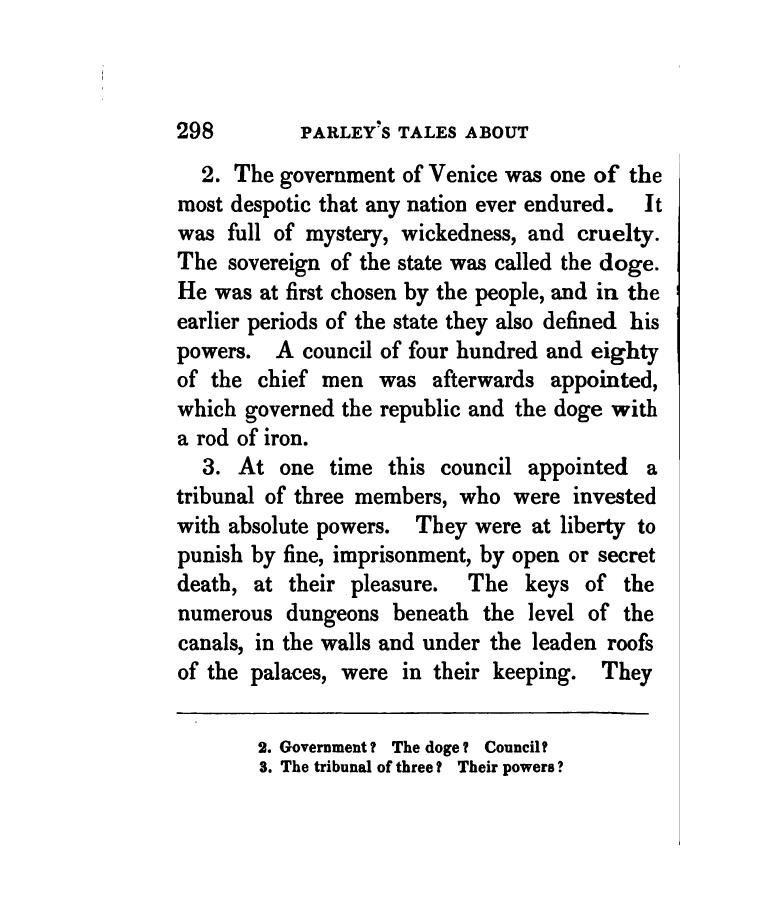 298 PARLEY'S TALES ABOUT
2. The government of Venice was one of the
most despotic that any nation ever endured. It
was full of mystery, wickedness, and cruelty.
The sovereign of the state was called the doge.
He was at first chosen by the people, and in the
earlier periods of the state they also defined his
powers. A council of four hundred and eighty
of the chief men was afterwards appointed,
which governed the republic and the doge with
a rod of iron.
3. At one time this council appointed a
tribunal of three members, who were invested
with absolute powers. They were at liberty to
punish by fine, imprisonment, by open or secret
death, at their pleasure. The keys of the
numerous dungeons beneath the level of the
canals, in the walls and under the leaden roofs
of the palaces, were in their keeping. They
2. Government? The doge? Council?
3. The tribunal of three? Their powers?